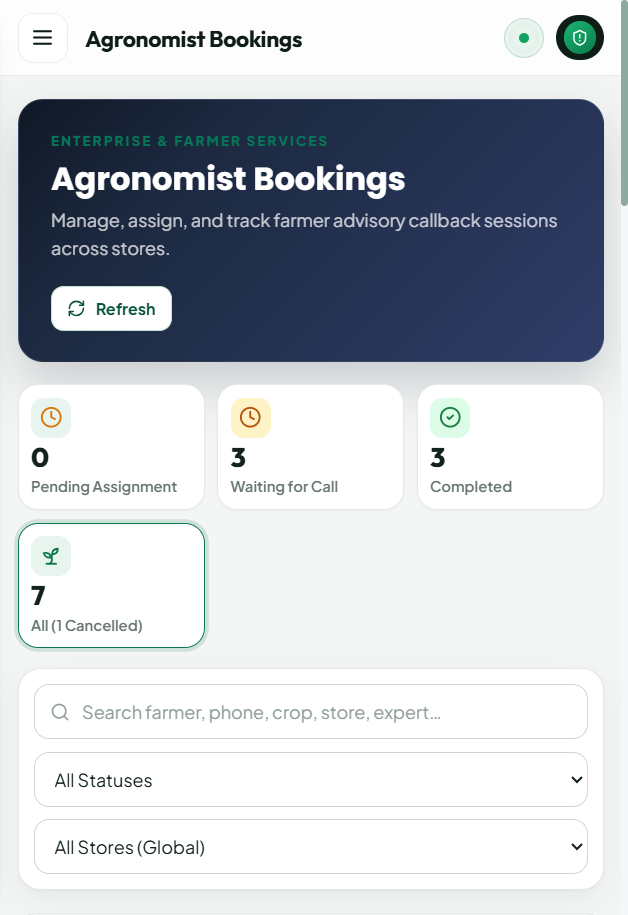 Agronomist Bookings
ENTERPRISE & FARMER SERVICES
Agronomist Bookings
Manage, assign, and track farmer advisory callback sessions
across stores.
Refresh
0
Pending Assignment
3
Waiting for Call
3
Completed
7
All (1 Cancelled)
Search farmer, phone, crop, store, expert...
All Statuses
All Stores (Global)